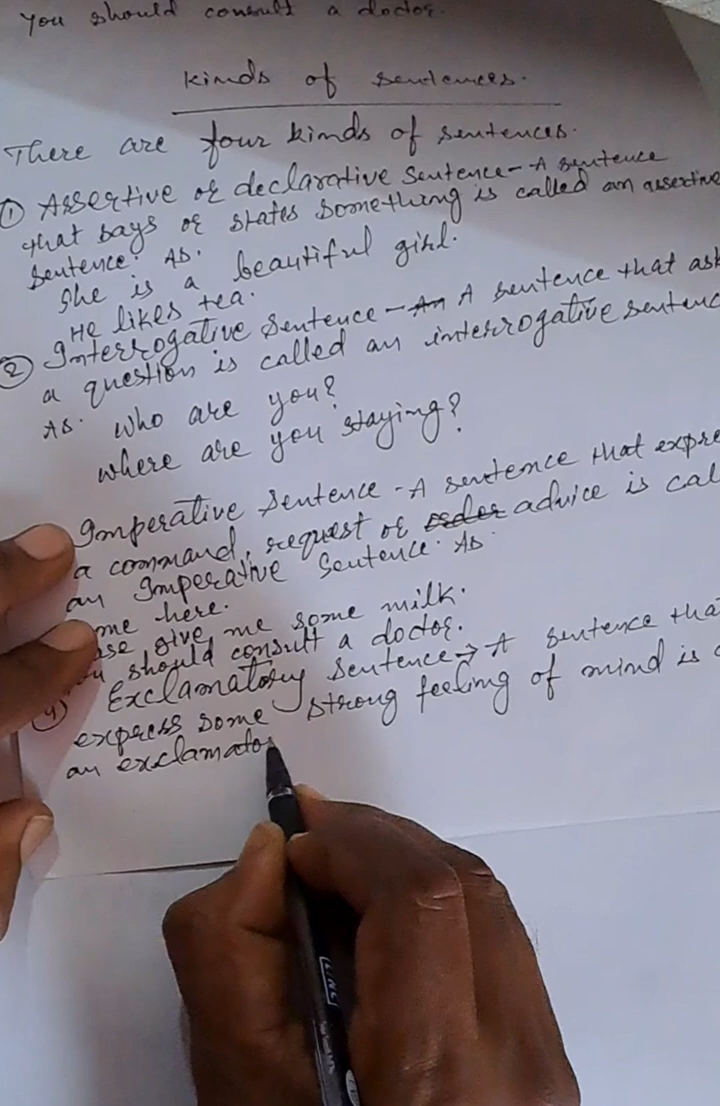 You should consult a doctor.
Kinds of sentences.
There are four kinds of sentences.
① Assertive or declarative sentence - A sentence
that says or states something is called an assertive
sentence. As.
She is a beautiful girl.
He likes tea.
② Interrogative Sentence - An A sentence that ask
a question is called an interrogative sentenc
As. Who are you?
Where are you staying?
Imperative Sentence - A sentence that expre
a command, request or order advice is cal
an Imperative Sentence. As
me here.
ase give me some milk.
u should consult a doctor.
④ Exclamatory sentence → A sentence tha
express some strong feeling of mind is c
an exclamato